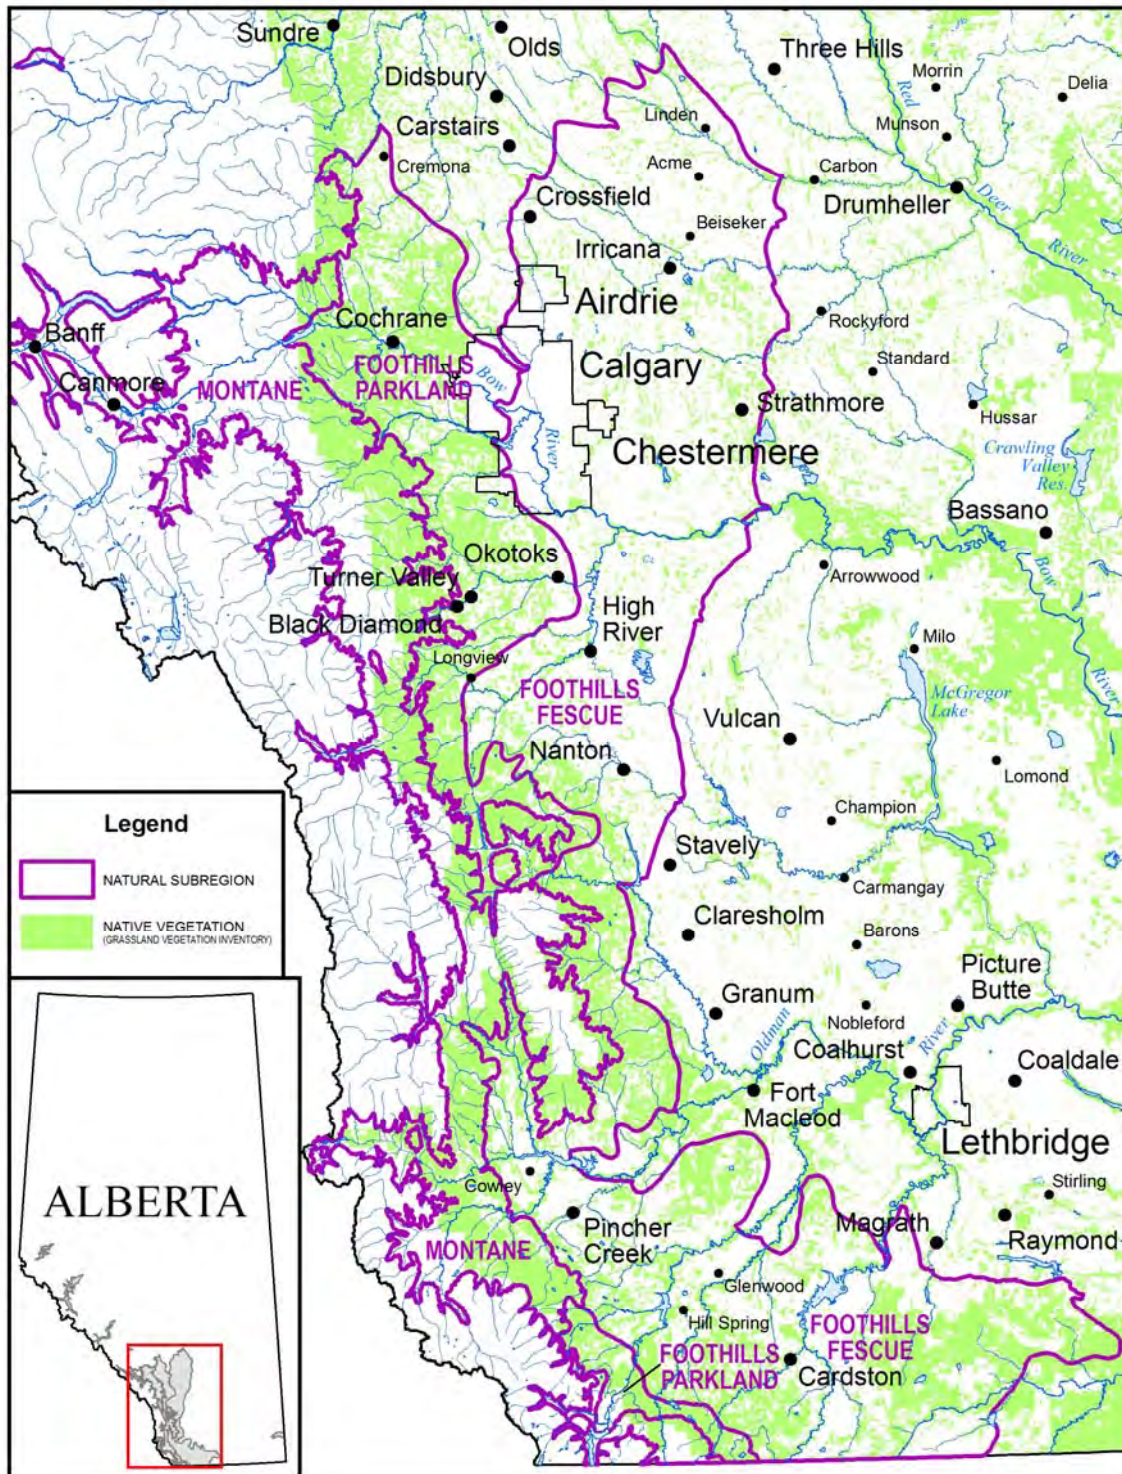 Sundre
Olds
Three Hills
Morrin
Delia
Didsbury
Red
Linden
Munson
Carstairs
Cremona
Acme
Carbon
Crossfield
Drumheller
Deer
Beiseker
River
Irricana
Airdrie
Banff
Cochrane
Rockyford
FOOTHILLS
PARKLAND
Calgary
Standard
Canmore
MONTANE
Bow
River
Strathmore
Hussar
Chestermere
Crawling
Valley
Res.
Bassano
Okotoks
Turner Valley
Arrowwood
Bow
River
Black Diamond
High
River
Milo
Longview
FOOTHILLS
FESCUE
McGregor
Lake
Vulcan
Nanton
Lomond
Champion
Legend
NATURAL SUBREGION
NATIVE VEGETATION
(GRASSLAND VEGETATION INVENTORY)
Stavely
Carmangay
Claresholm
Barons
Picture
Butte
Granum
Nobleford
Oldman
River
Coalhurst
Coaldale
Fort
Macleod
Lethbridge
ALBERTA
Cowley
Stirling
Pincher
Creek
Magrath
Raymond
MONTANE
Glenwood
Hill Spring
FOOTHILLS
FESCUE
FOOTHILLS
PARKLAND
Cardston